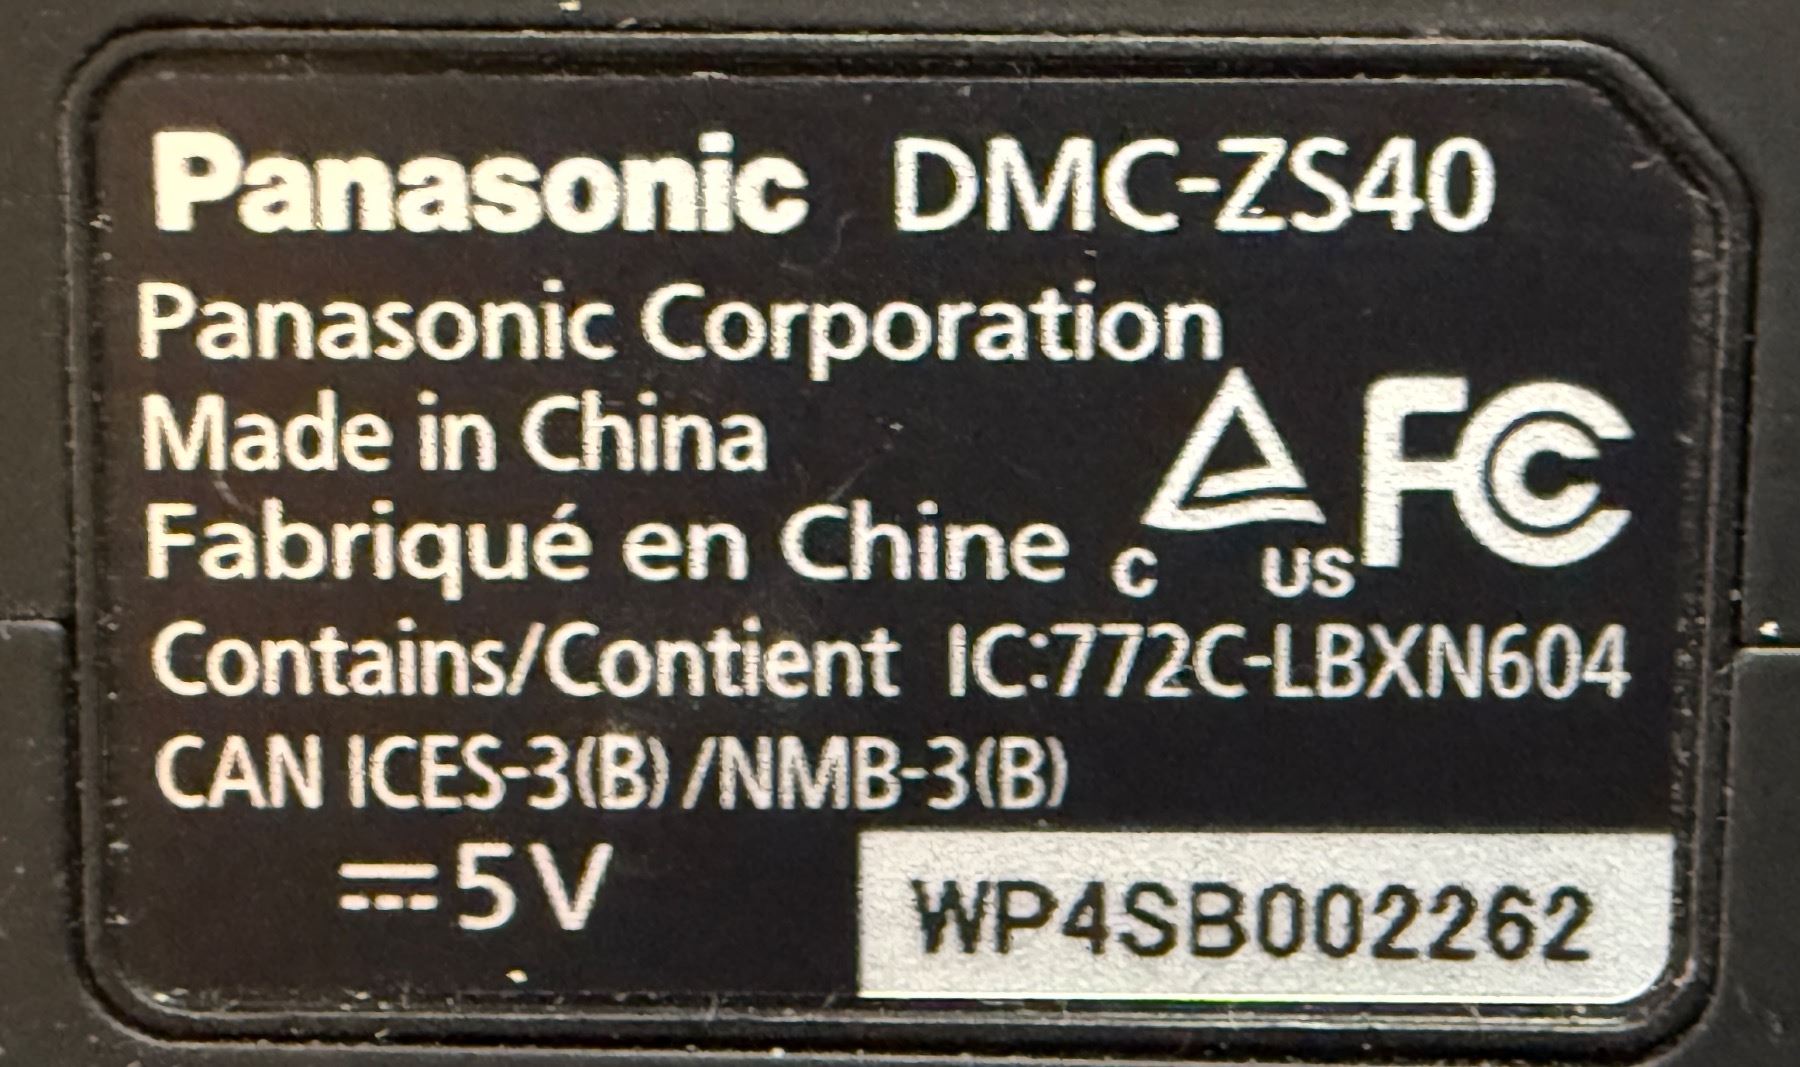 Panasonic DMC-ZS40
Panasonic Corporation
Made in China
Fabriqué en Chine
C US FC
Contains/Contient IC:772C-LBXN604
CAN ICES-3(B)/NMB-3(B)
5V
WP4SB002262